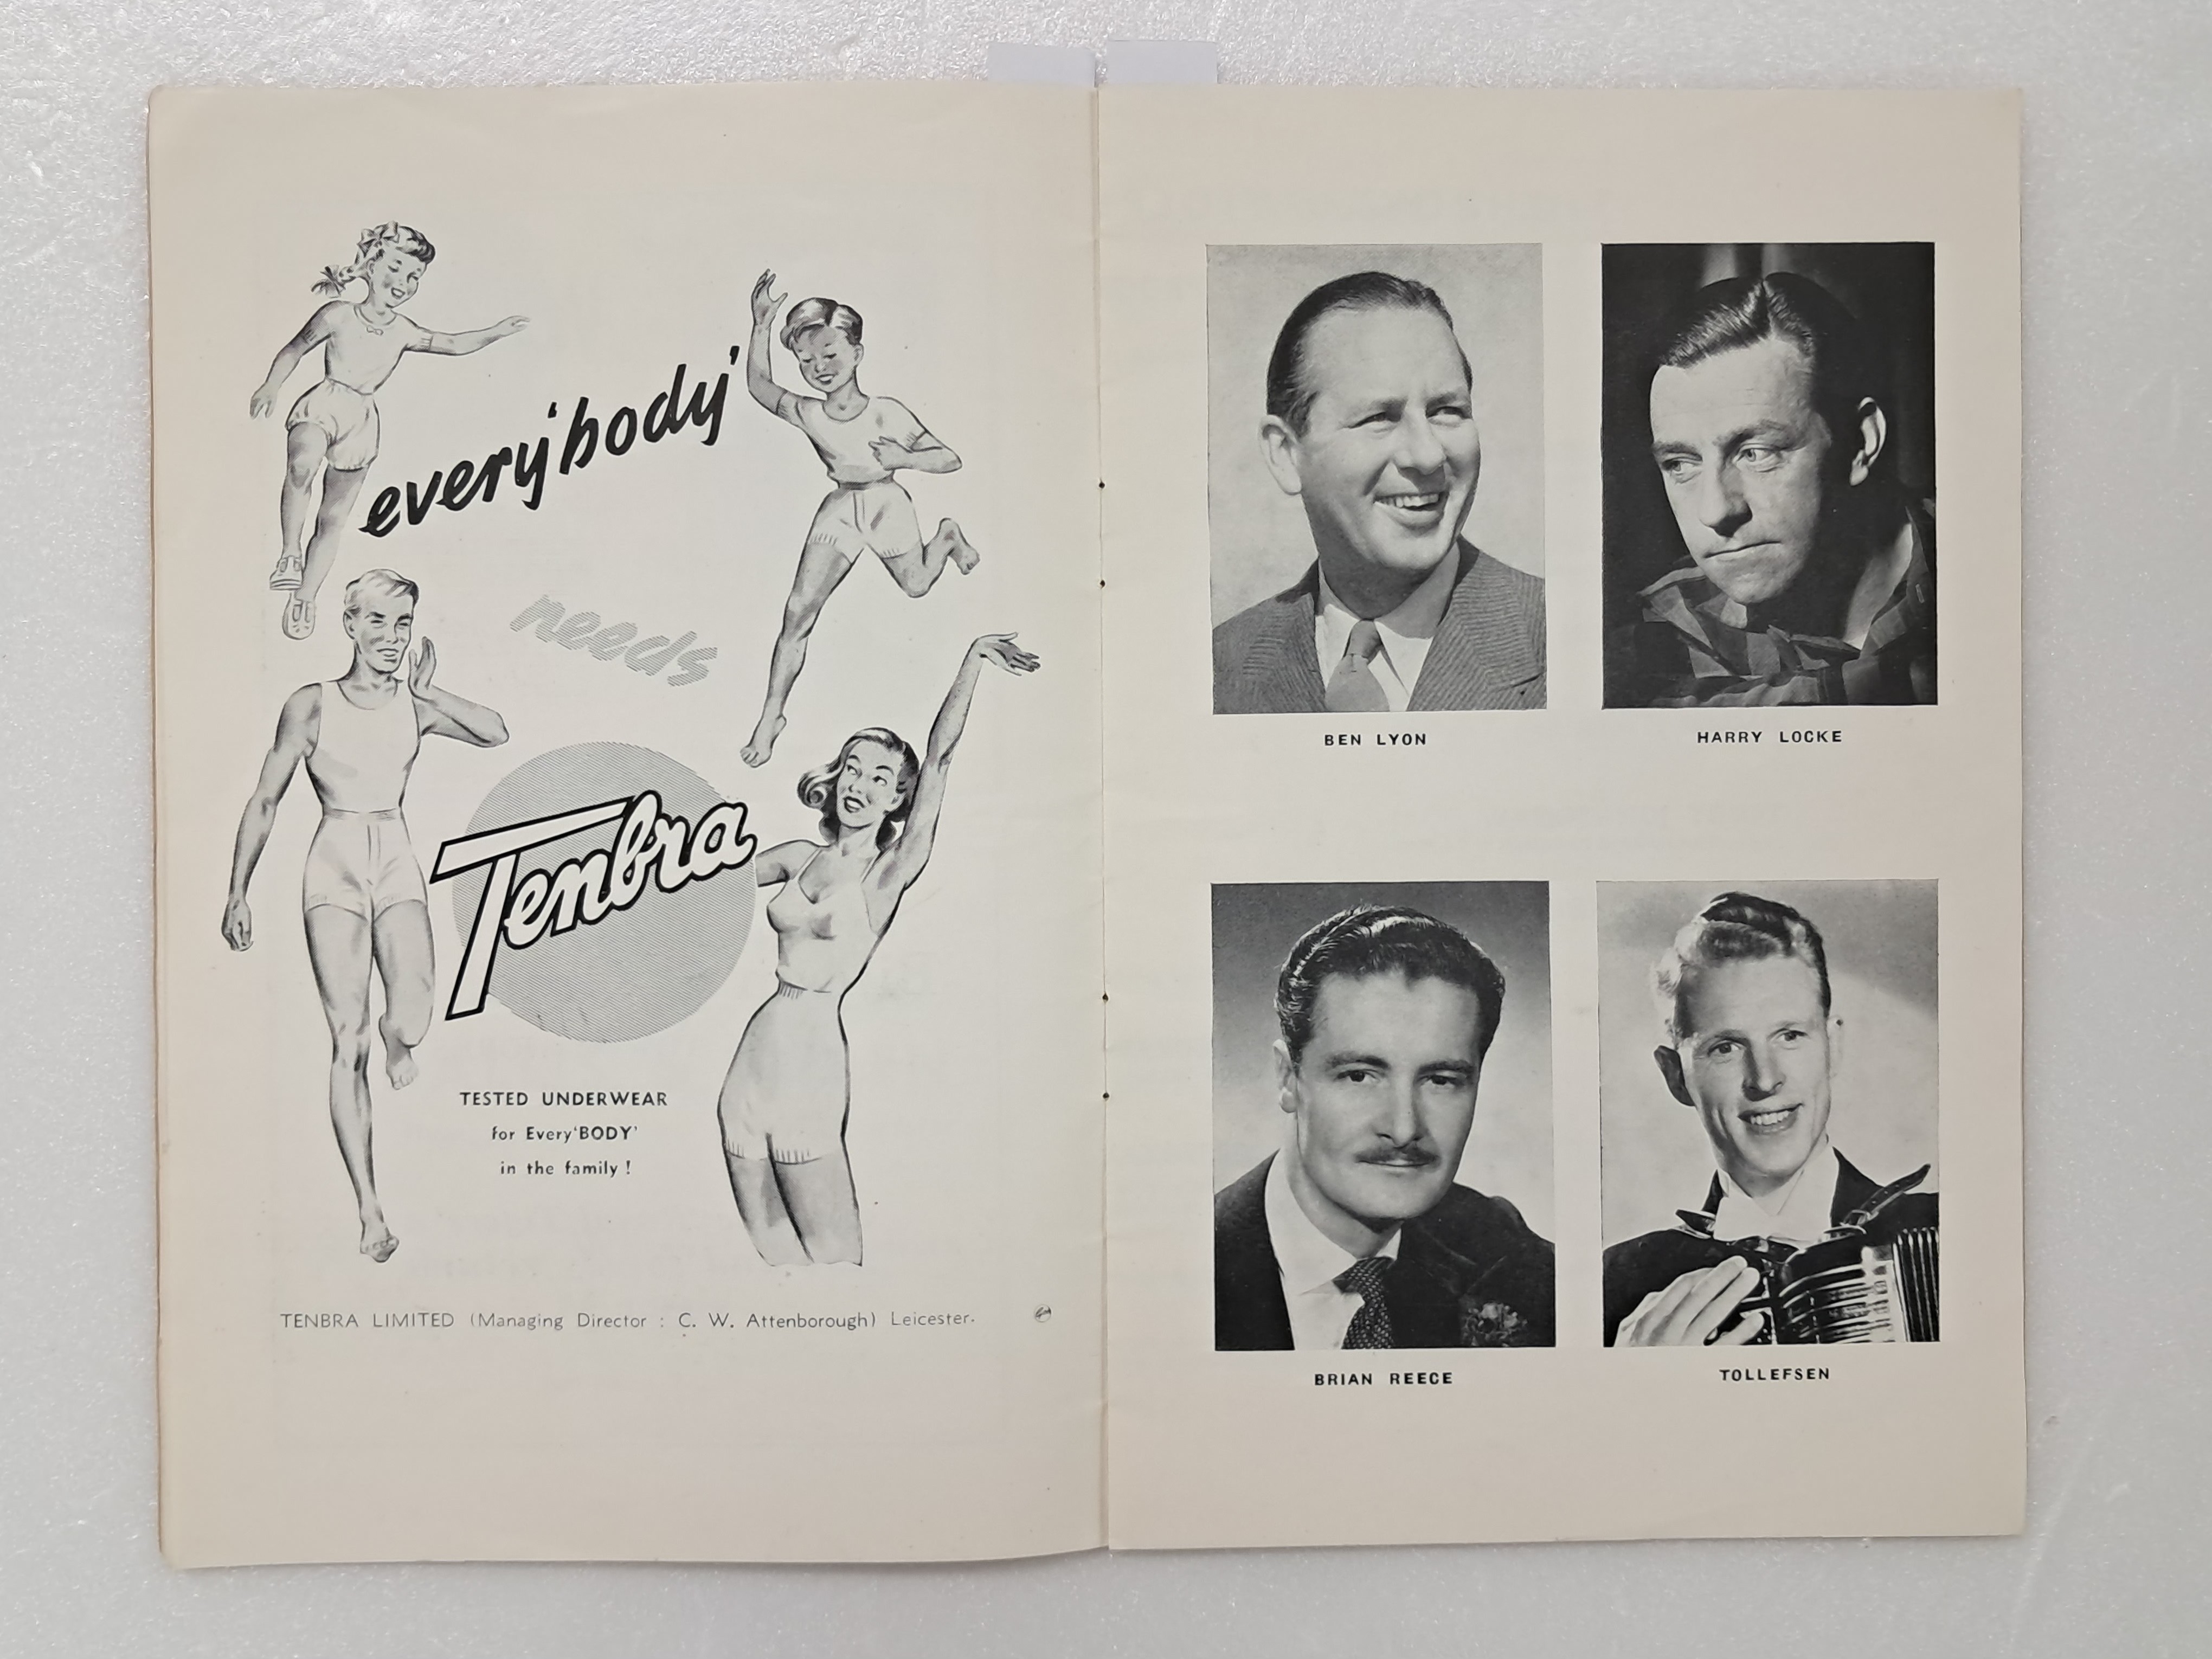 every'body'
needs
Tenbra
TESTED UNDERWEAR
for Every'BODY'
in the family !
TENBRA LIMITED (Managing Director : C. W. Attenborough) Leicester.
BEN LYON
HARRY LOCKE
BRIAN REECE
TOLLEFSEN